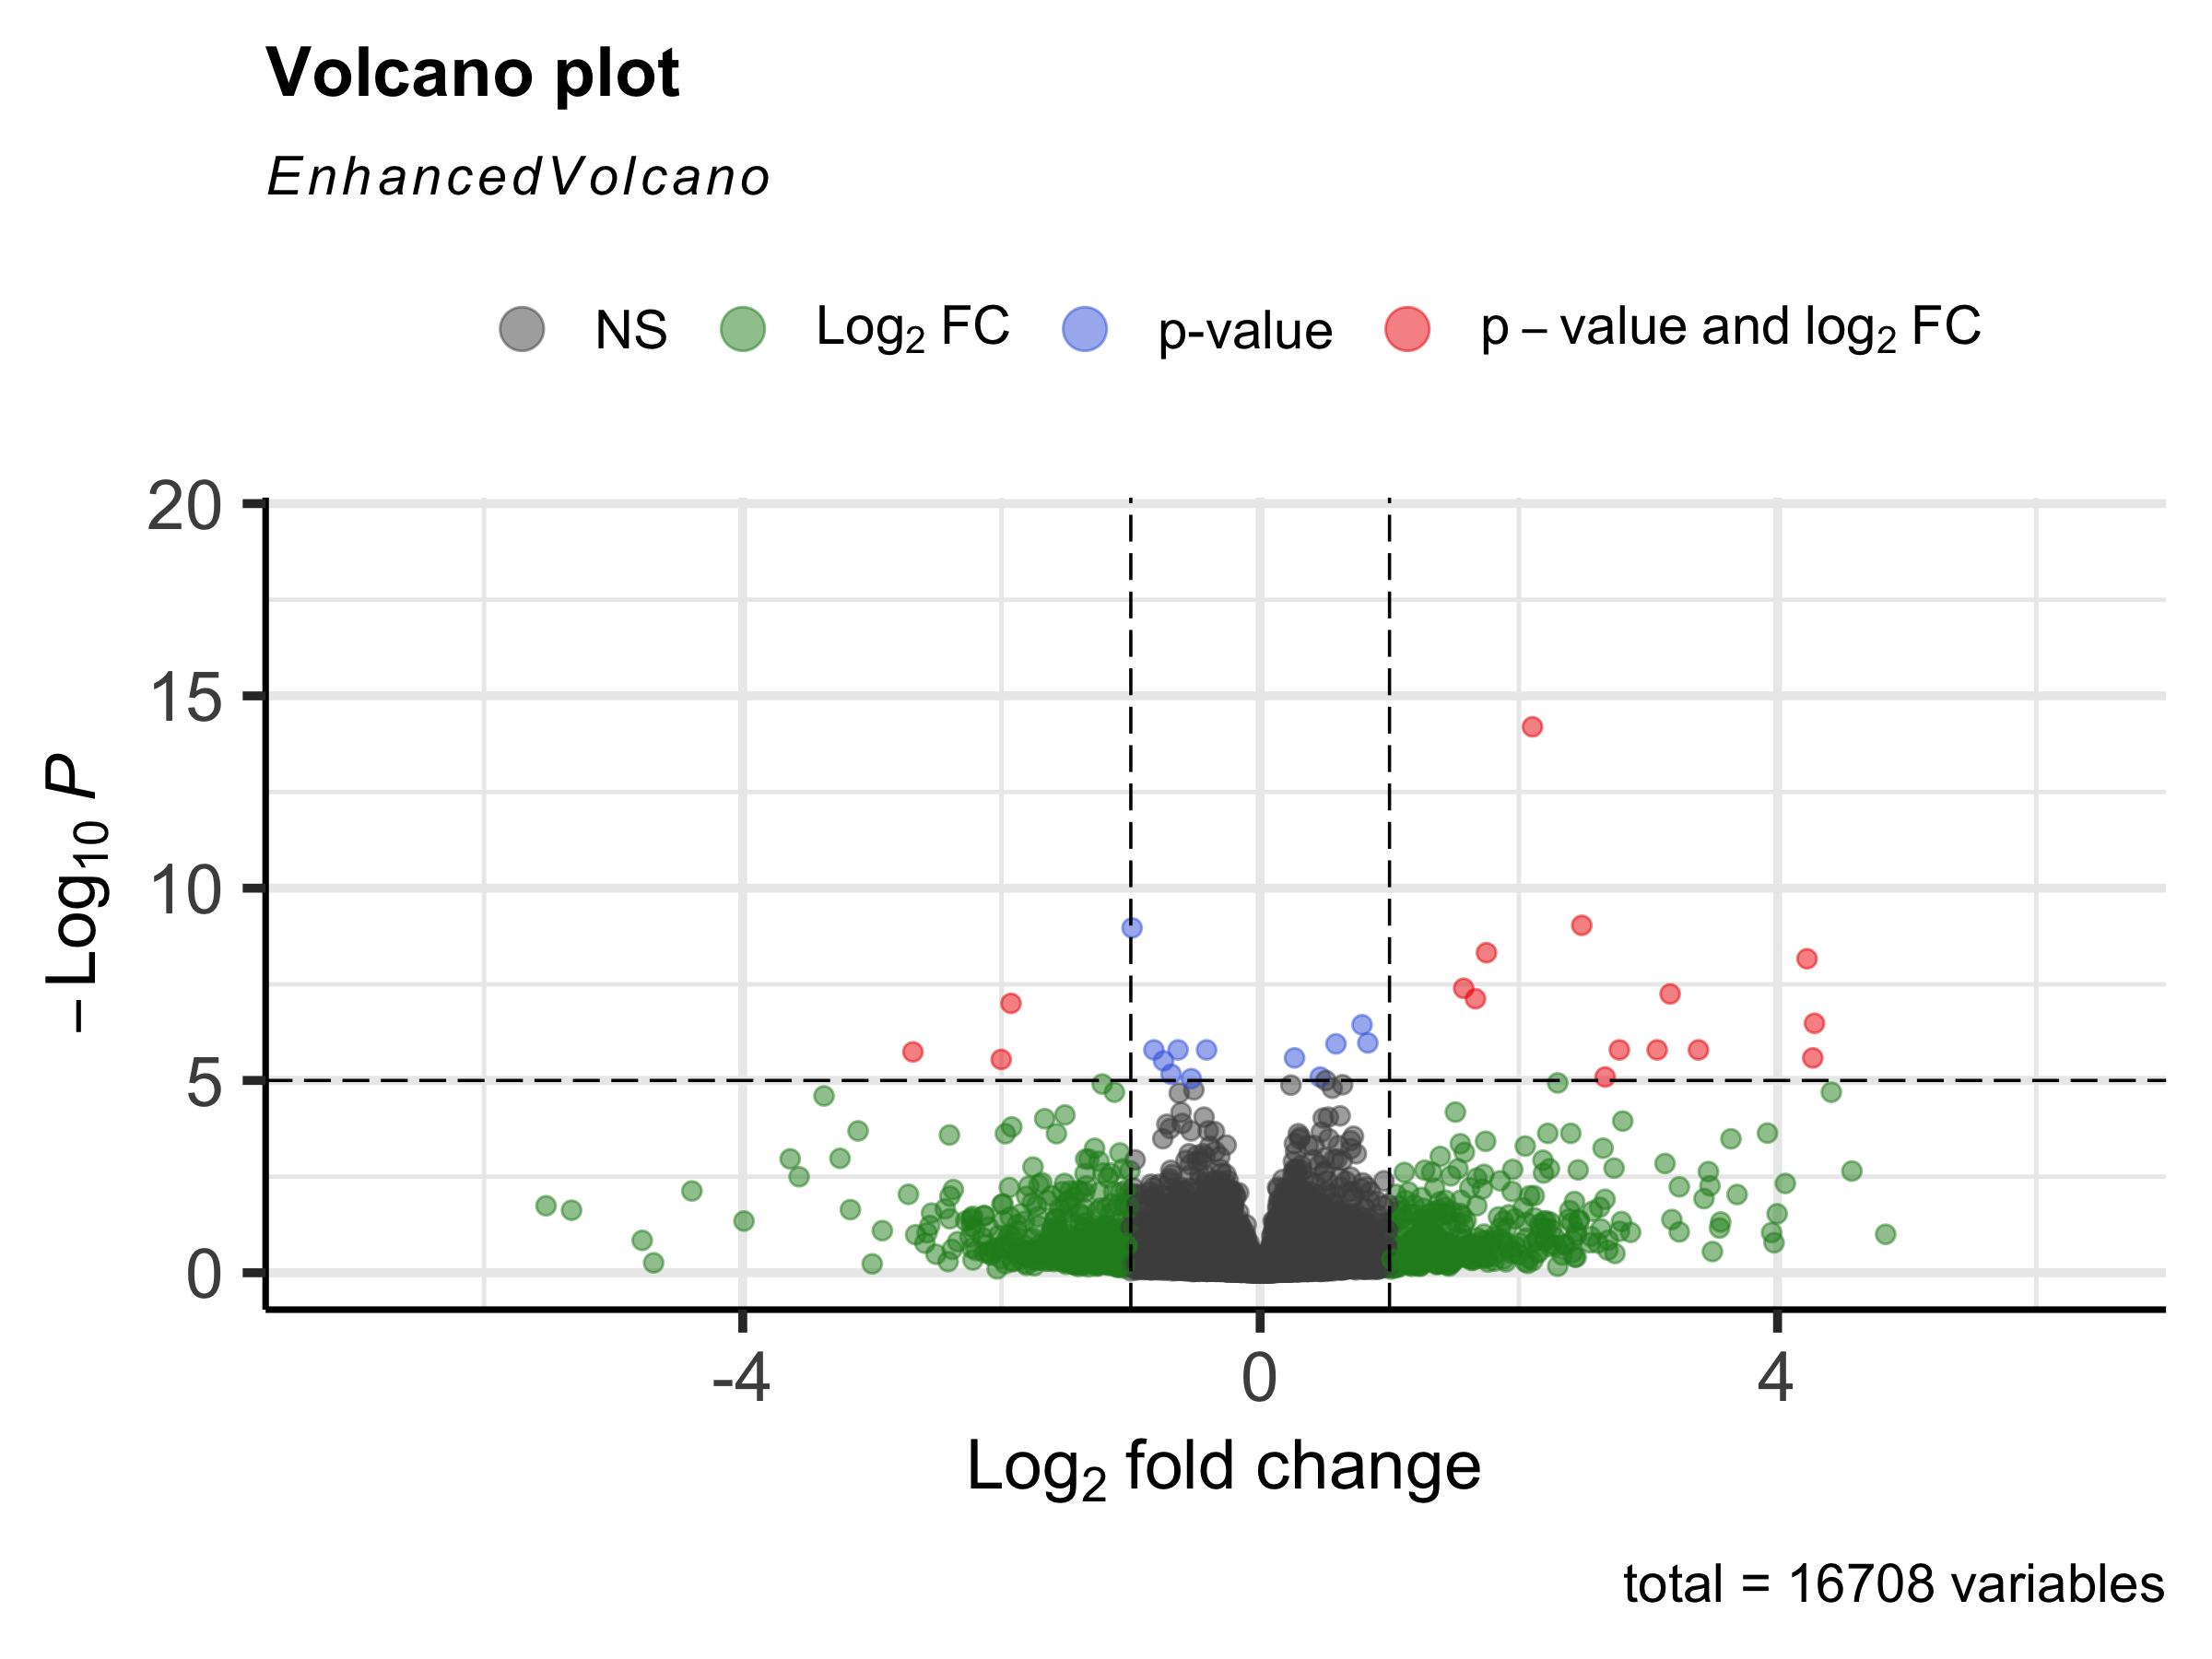 Volcano plot
EnhancedVolcano
NS Log₂ FC p-value p – value and log₂ FC
20
15
10
5
0
– Log₁₀ P
-4 0 4
Log₂ fold change
total = 16708 variables